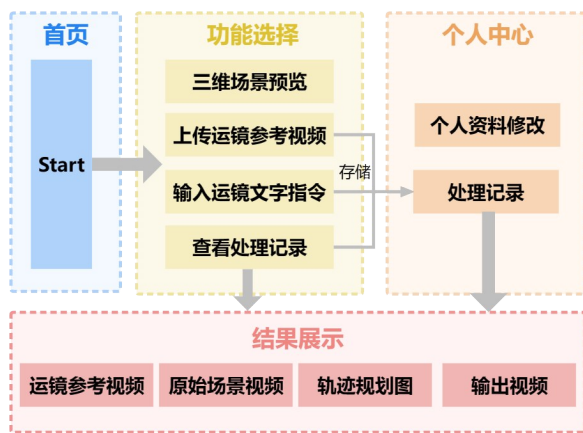 首页
Start
功能选择
三维场景预览
上传运镜参考视频
输入运镜文字指令
查看处理记录
存储
个人中心
个人资料修改
处理记录
结果展示
运镜参考视频
原始场景视频
轨迹规划图
输出视频